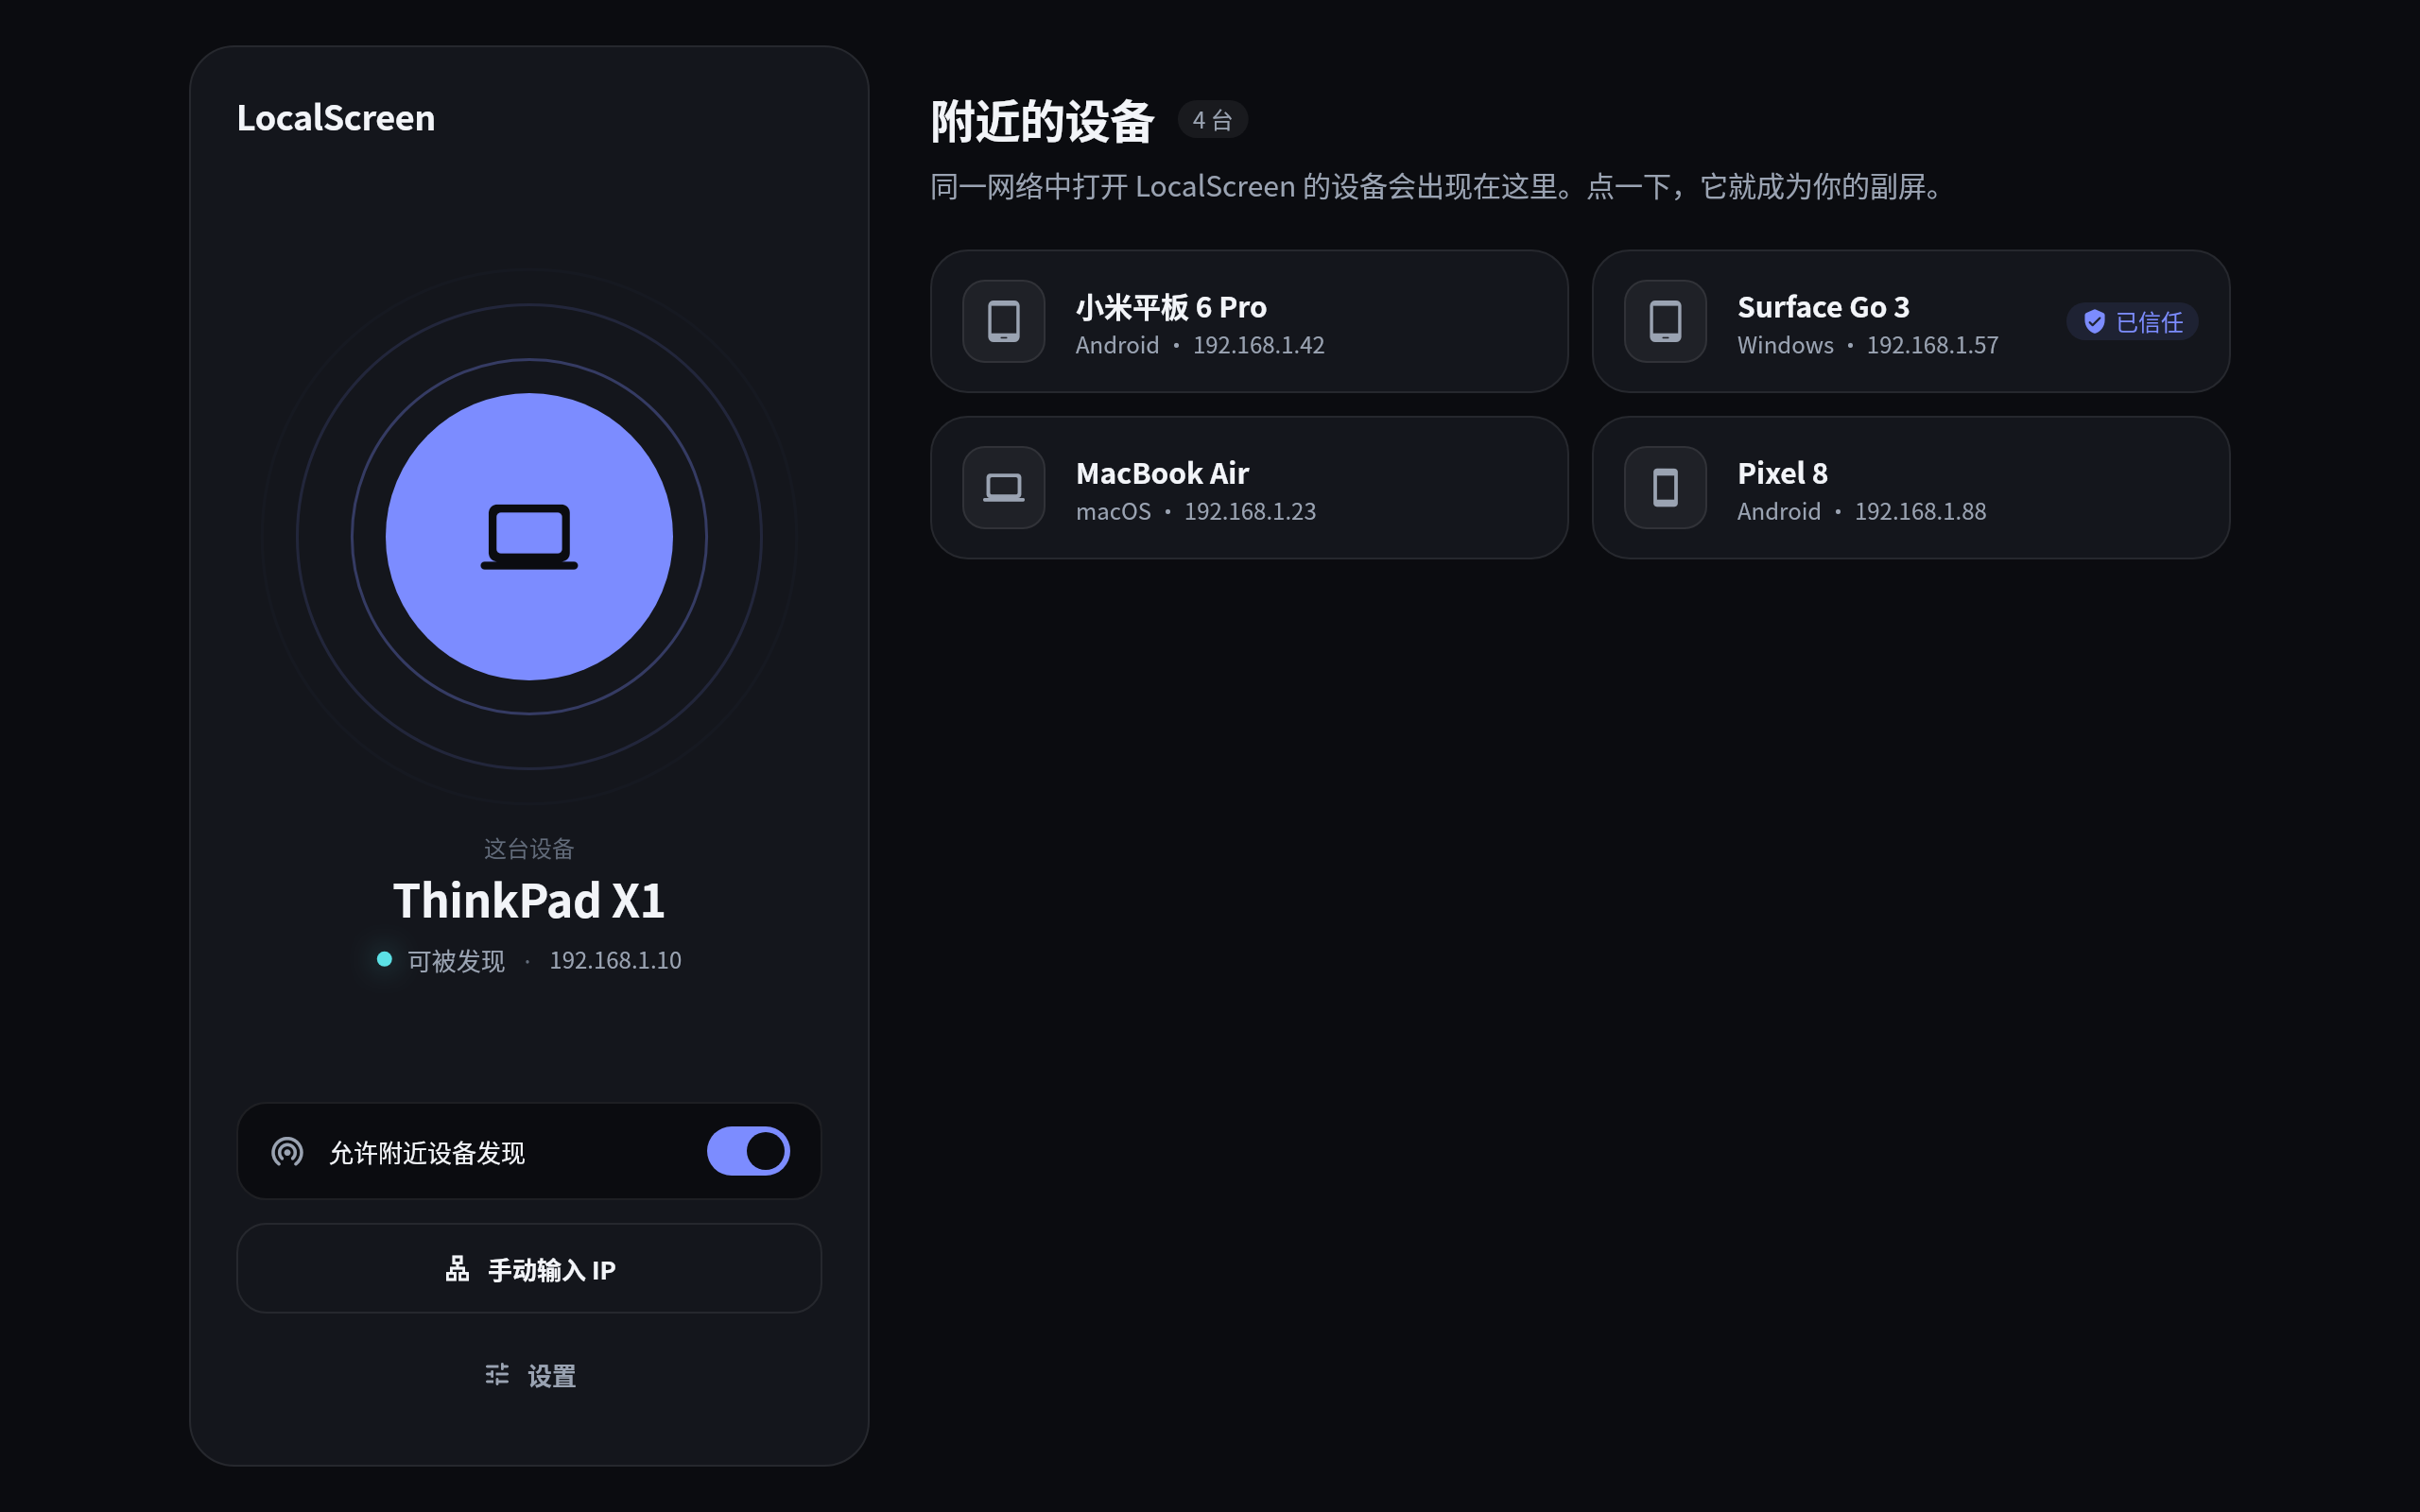 LocalScreen
这台设备
ThinkPad X1
可被发现 · 192.168.1.10
允许附近设备发现
手动输入 IP
设置
附近的设备 4 台
同一网络中打开 LocalScreen 的设备会出现在这里。点一下，它就成为你的副屏。
小米平板 6 Pro
Android • 192.168.1.42
Surface Go 3
Windows • 192.168.1.57
已信任
MacBook Air
macOS • 192.168.1.23
Pixel 8
Android • 192.168.1.88